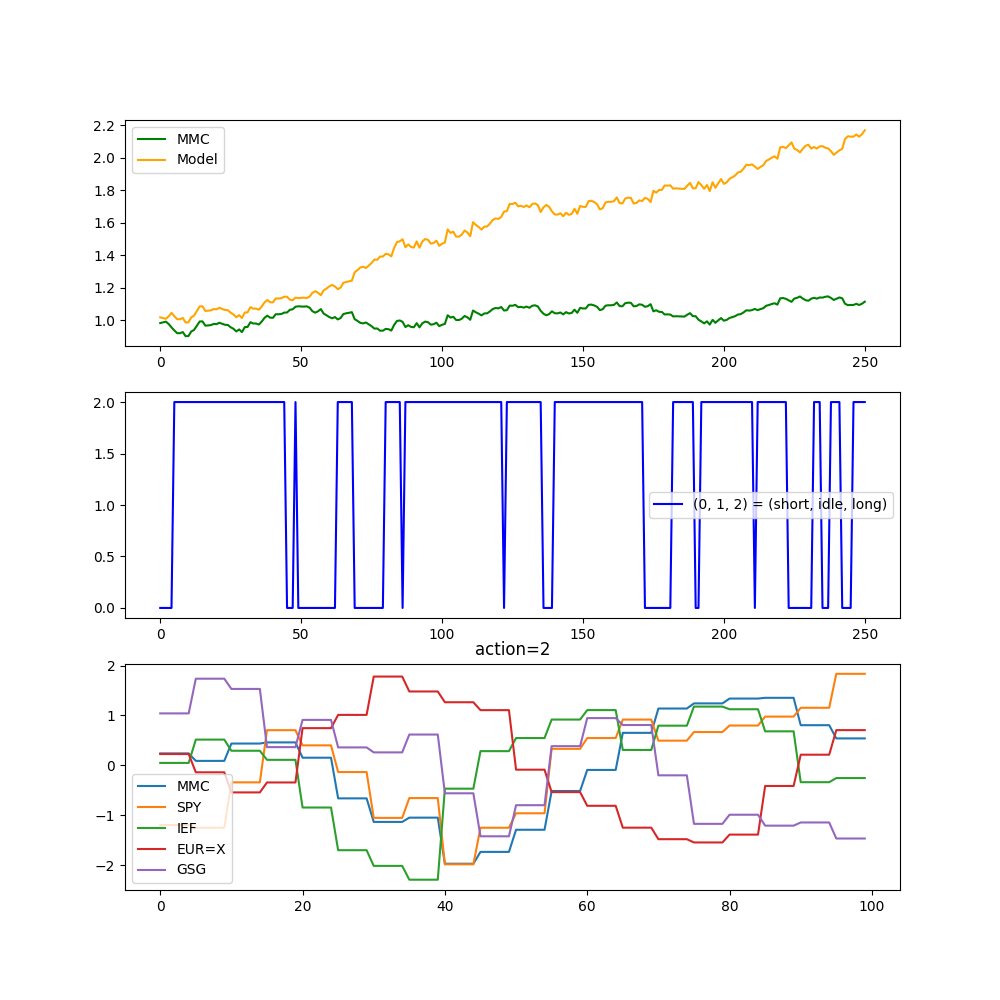 2.2
2.0
1.8
1.6
1.4
1.2
1.0
MMC
Model
0 50 100 150 200 250
2.0
1.5
1.0
0.5
0.0
(0, 1, 2) = (short, idle, long)
0 50 100 150 200 250
action=2
2
1
0
−1
−2
MMC
SPY
IEF
EUR=X
GSG
0 20 40 60 80 100